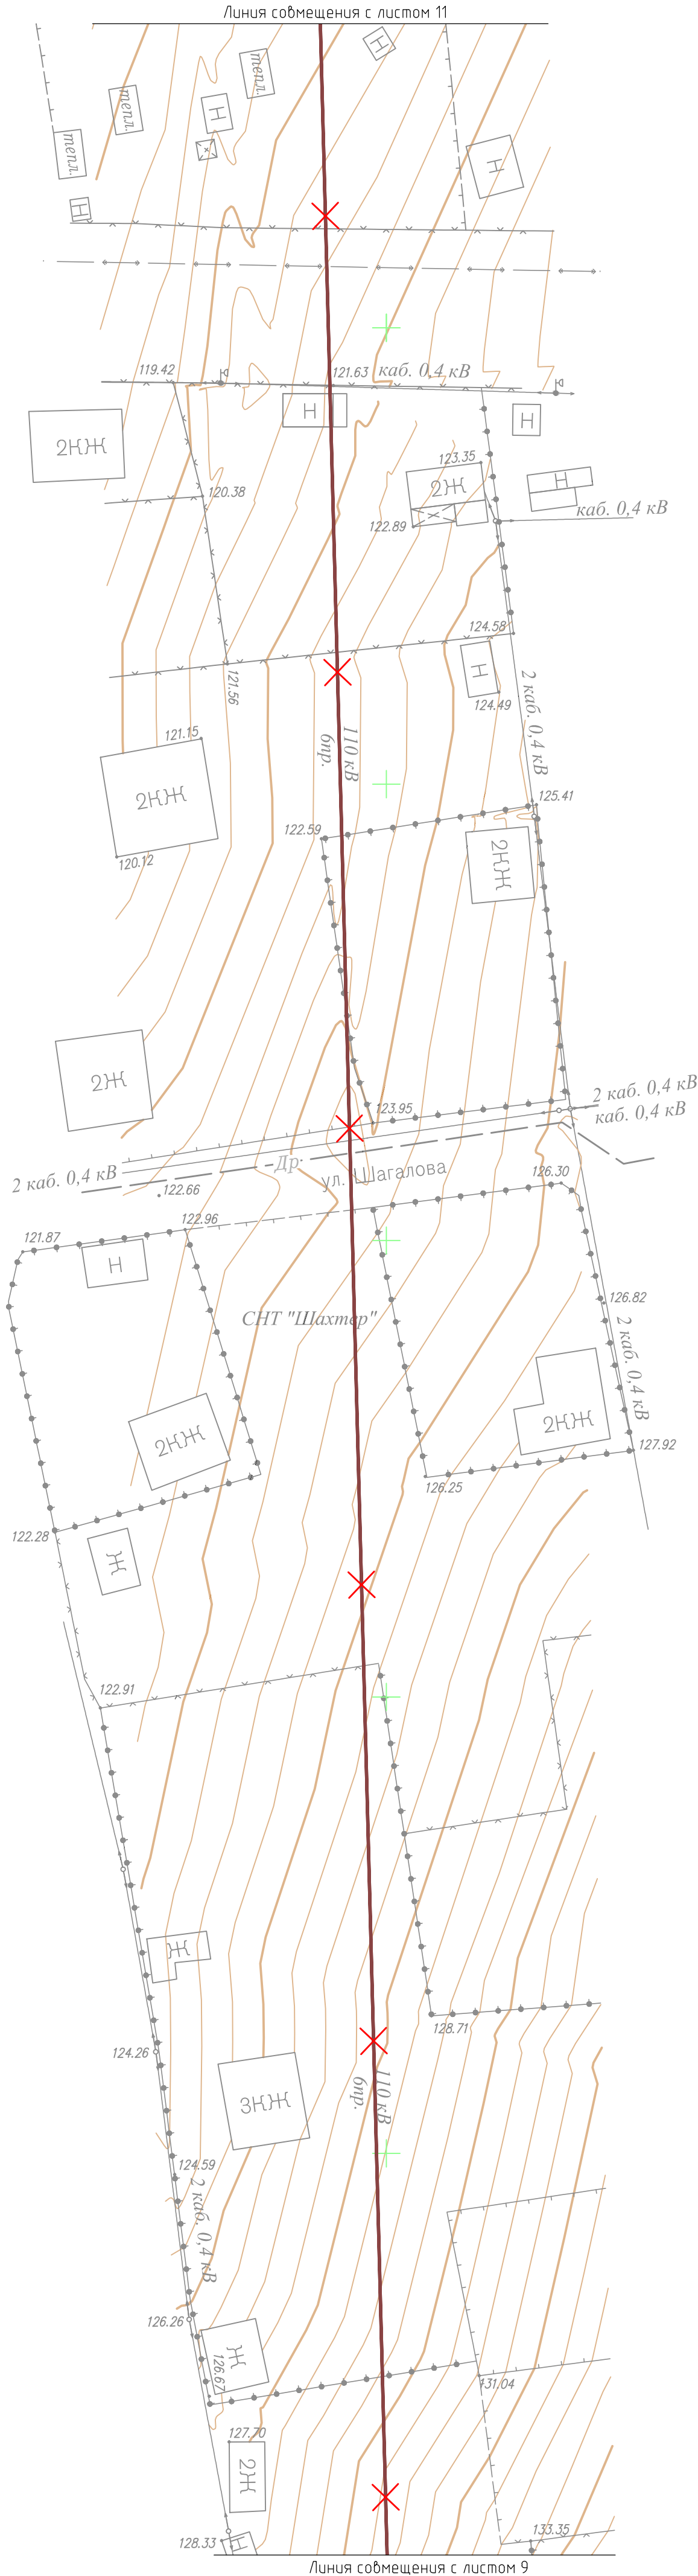 Линия совмещения с листом 11
Н
тепл.
тепл.
Н
тепл.
Н
Н
119.42
121.63
каб. 0,4 кВ
Н
Н
2КЖ
123.35
2Ж
Н
120.38
122.89
каб. 0,4 кВ
124.58
Н
121.56
124.49
2 каб. 0,4 кВ
121.15
110 кВ
6пр.
2КЖ
125.41
122.59
120.12
2КЖ
2Ж
2 каб. 0,4 кВ
123.95
каб. 0,4 кВ
Др.
2 каб. 0,4 кВ
ул. Шагалова
126.30
122.66
122.96
121.87
Н
126.82
СНТ "Шахтер"
2 каб. 0,4 кВ
2КЖ
2КЖ
127.92
126.25
122.28
Ж
122.91
Ж
128.71
124.26
110 кВ
6пр.
3КЖ
124.59
2 каб. 0,4 кВ
126.26
Ж
126.67
131.04
127.70
2Ж
133.35
128.33
Н
Линия совмещения с листом 9